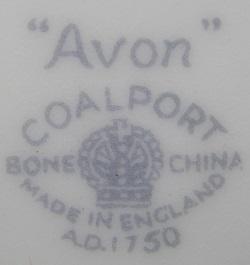 "Avon"
COALPORT
BONE CHINA
MADE IN ENGLAND
A.D. 1750